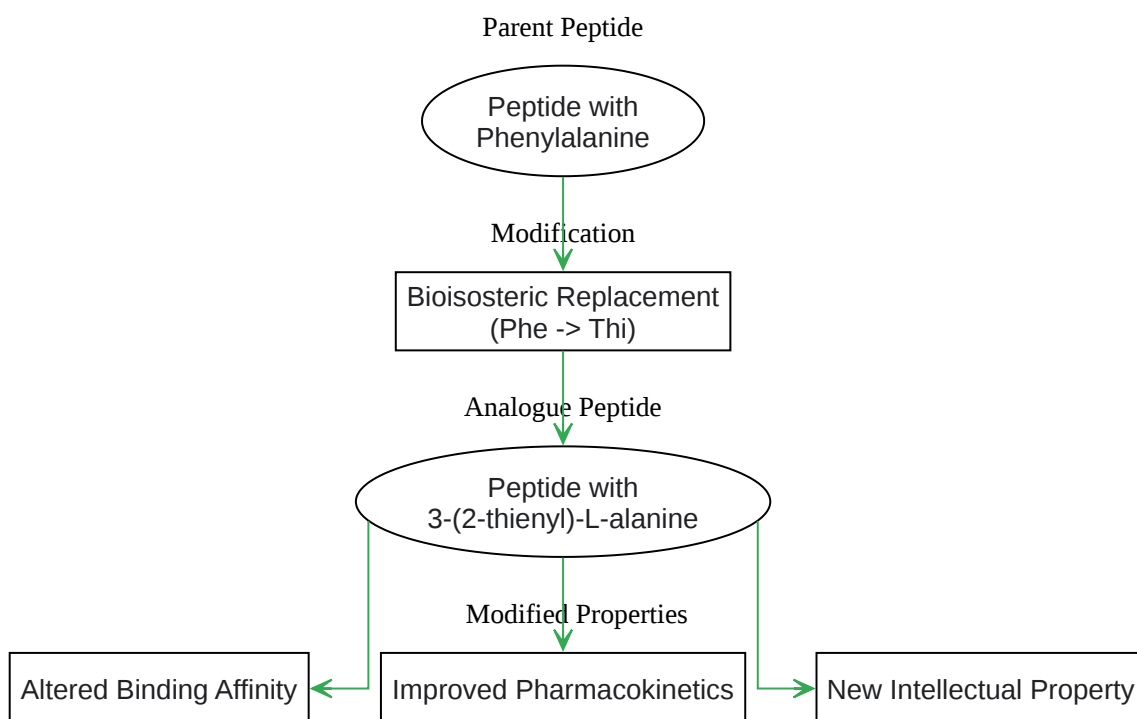 Parent Peptide
Peptide with
Phenylalanine
Modification
Bioisosteric Replacement
(Phe -> Thi)
Analogue Peptide
Peptide with
3-(2-thienyl)-L-alanine
Modified Properties
Altered Binding Affinity
Improved Pharmacokinetics
New Intellectual Property